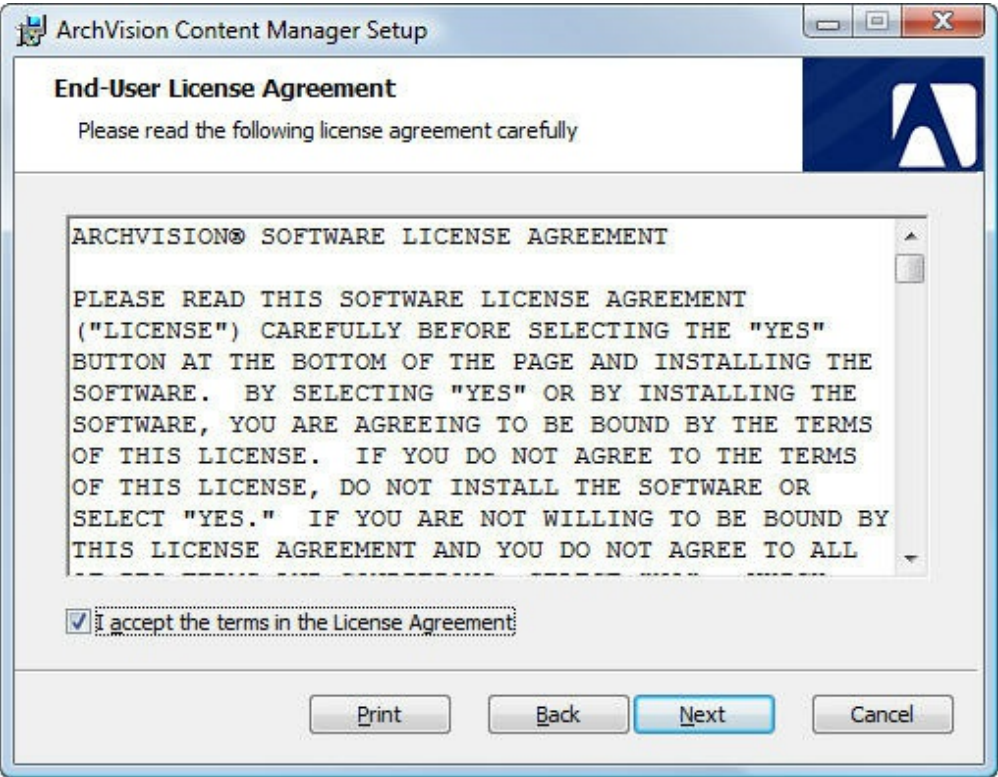 ArchVision Content Manager Setup
End-User License Agreement
Please read the following license agreement carefully
ARCHVISION® SOFTWARE LICENSE AGREEMENT
PLEASE READ THIS SOFTWARE LICENSE AGREEMENT
("LICENSE") CAREFULLY BEFORE SELECTING THE "YES"
BUTTON AT THE BOTTOM OF THE PAGE AND INSTALLING THE
SOFTWARE.  BY SELECTING "YES" OR BY INSTALLING THE
SOFTWARE, YOU ARE AGREEING TO BE BOUND BY THE TERMS
OF THIS LICENSE.  IF YOU DO NOT AGREE TO THE TERMS
OF THIS LICENSE, DO NOT INSTALL THE SOFTWARE OR
SELECT "YES."  IF YOU ARE NOT WILLING TO BE BOUND BY
THIS LICENSE AGREEMENT AND YOU DO NOT AGREE TO ALL
I accept the terms in the License Agreement
Print Back Next Cancel